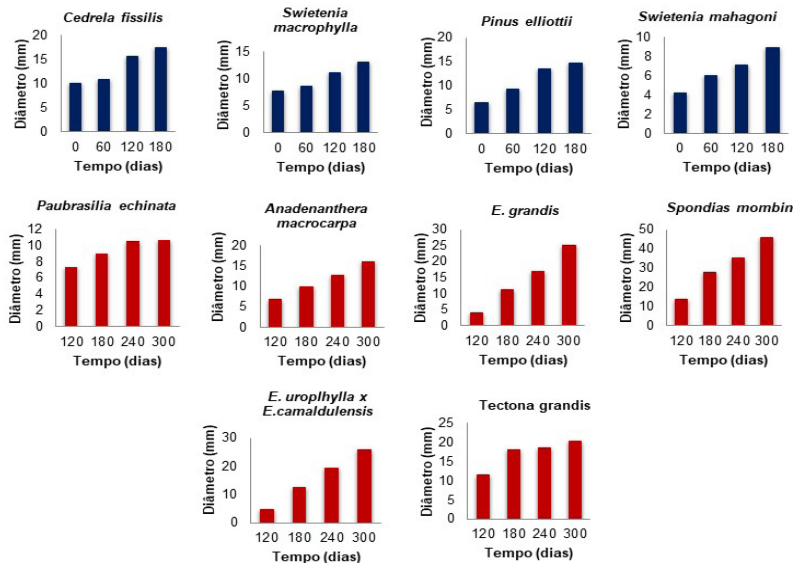 Cedrela fissilis
Diâmetro (mm)
20
15
10
5
0
0 60 120 180
Tempo (dias)
Swietenia
macrophylla
Diâmetro (mm)
15
10
5
0
0 60 120 180
Tempo (dias)
Pinus elliottii
Diâmetro (mm)
20
15
10
5
0
0 60 120 180
Tempo (dias)
Swietenia mahagoni
Diâmetro (mm)
10
8
6
4
2
0
0 60 120 180
Tempo (dias)
Paubrasilia echinata
Diâmetro (mm)
12
10
8
6
4
2
0
120 180 240 300
Tempo (dias)
Anadenanthera
macrocarpa
Diâmetro (mm)
20
15
10
5
0
120 180 240 300
Tempo (dias)
E. grandis
Diâmetro (mm)
30
25
20
15
10
5
0
120 180 240 300
Tempo (dias)
Spondias mombin
Diâmetro (mm)
50
40
30
20
10
0
120 180 240 300
Tempo (dias)
E. uroplhylla x
E.camaldulensis
Diâmetro (mm)
30
20
10
0
120 180 240 300
Tempo (dias)
Tectona grandis
Diâmetro (mm)
25
20
15
10
5
0
120 180 240 300
Tempo (dias)